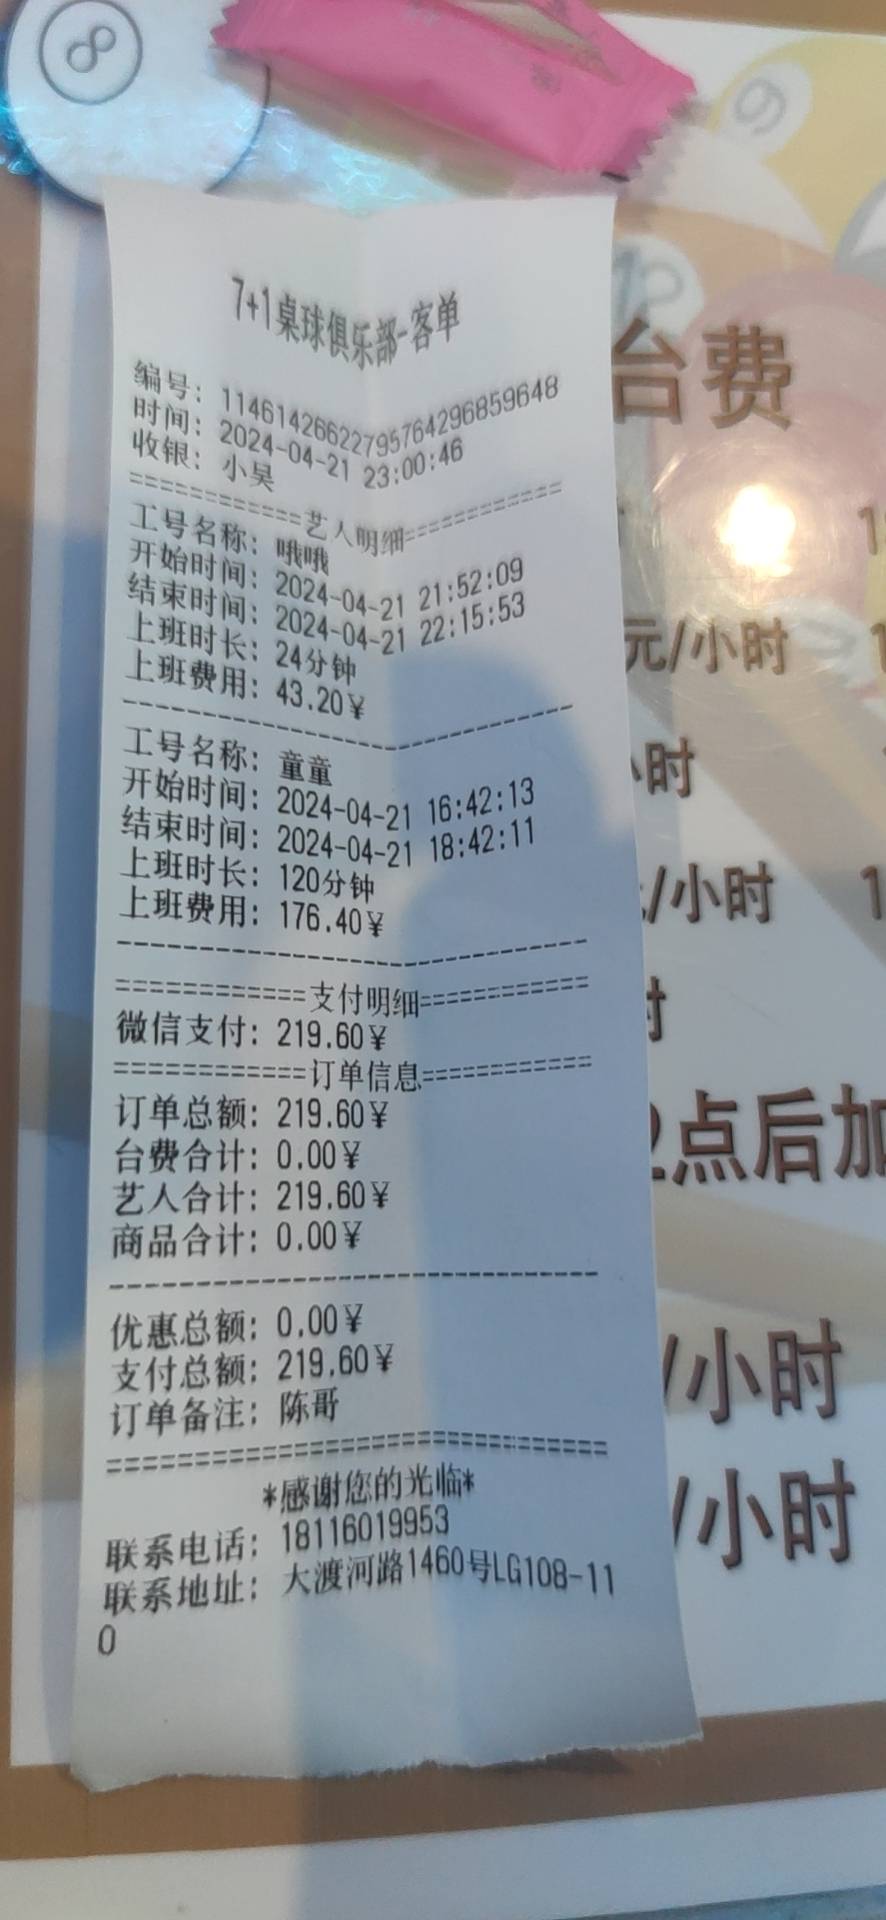 8
9
7+1桌球俱乐部-客单
编号: 1146142662279576429685​9648
时间: 2024-04-21 23:00:46
收银: 小吴
============艺人明细============
工号名称: 哦哦
开始时间: 2024-04-21 21:52:09
结束时间: 2024-04-21 22:15:53
上班时长: 24分钟
上班费用: 43.20¥
--------------------------------
工号名称: 童童
开始时间: 2024-04-21 16:42:13
结束时间: 2024-04-21 18:42:11
上班时长: 120分钟
上班费用: 176.40¥
--------------------------------
============支付明细============
微信支付: 219.60¥
============订单信息============
订单总额: 219.60¥
台费合计: 0.00¥
艺人合计: 219.60¥
商品合计: 0.00¥
--------------------------------
优惠总额: 0.00¥
支付总额: 219.60¥
订单备注: 陈哥
================================
*感谢您的光临*
联系电话: 18116019953
联系地址: 大渡河路1460号LG108-11
0
台费
元/小时
小时
/小时
时
2点后加
/小时
/小时